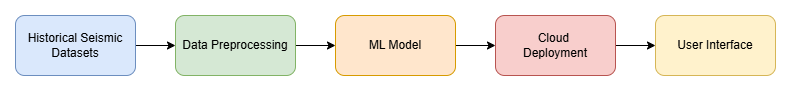 Historical Seismic
Datasets
Data Preprocessing
ML Model
Cloud
Deployment
User Interface